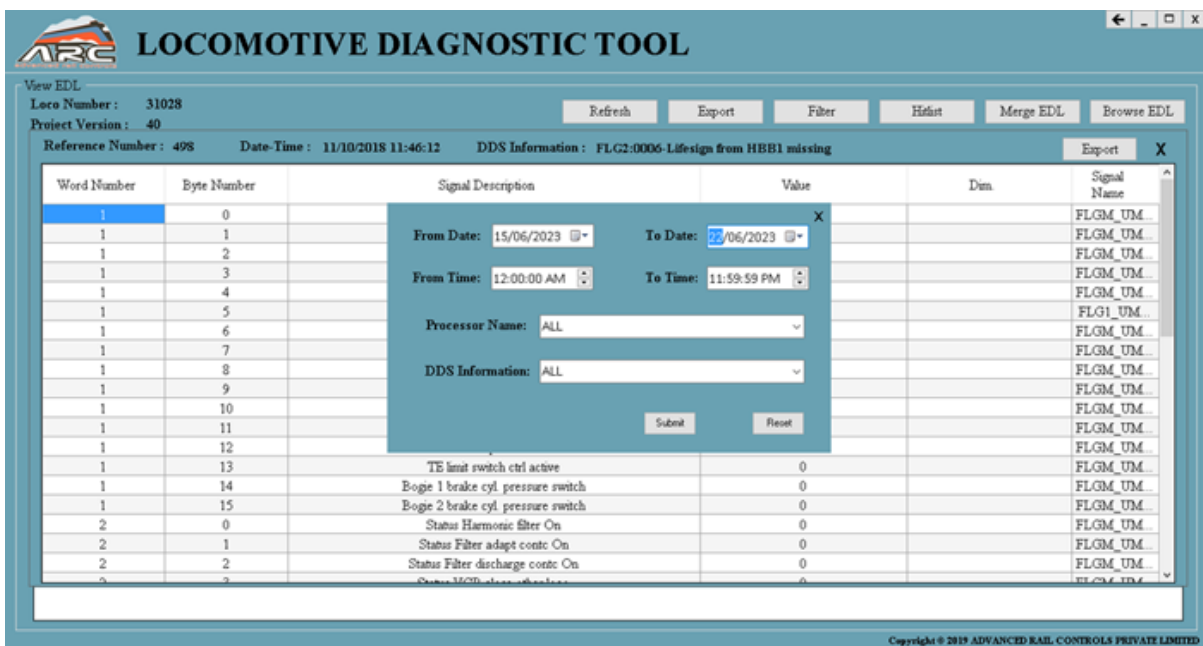 ARC
LOCOMOTIVE DIAGNOSTIC TOOL
View EDL
Loco Number : 31028
Project Version : 40
Refresh Export Filter Hitlist Merge EDL Browse EDL
Reference Number : 498 Date-Time : 11/10/2018 11:46:12 DDS Information : FLG2:0006-Lifesign from HBB1 missing Export X
Word Number Byte Number Signal Description Value Dim. Signal Name
1 0 FLGM_UM...
1 1 FLGM_UM...
1 2 FLGM_UM...
1 3 FLGM_UM...
1 4 FLGM_UM...
1 5 FLG1_UM...
1 6 FLGM_UM...
1 7 FLGM_UM...
1 8 FLGM_UM...
1 9 FLGM_UM...
1 10 FLGM_UM...
1 11 FLGM_UM...
1 12 FLGM_UM...
1 13 TE limit switch ctrl active 0 FLGM_UM...
1 14 Bogie 1 brake cyl. pressure switch 0 FLGM_UM...
1 15 Bogie 2 brake cyl. pressure switch 0 FLGM_UM...
2 0 Status Harmonic filter On 0 FLGM_UM...
2 1 Status Filter adapt contc On 0 FLGM_UM...
2 2 Status Filter discharge contc On 0 FLGM_UM...
X
From Date: 15/06/2023 To Date: 22/06/2023
From Time: 12:00:00 AM To Time: 11:59:59 PM
Processor Name: ALL
DDS Information: ALL
Submit Reset
Copyright © 2019 ADVANCED RAIL CONTROLS PRIVATE LIMITED